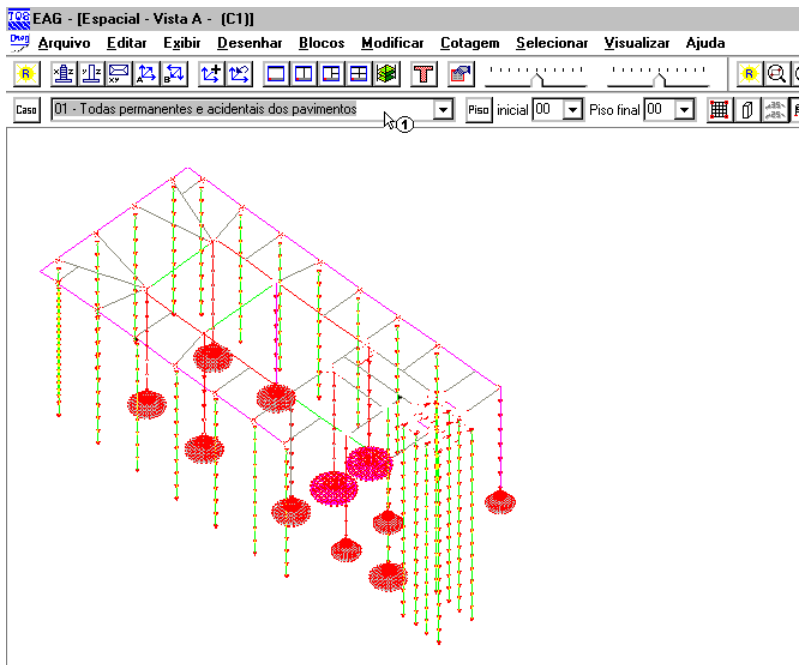 TQS EAG - [Espacial - Vista A - (C1)]
Arquivo Editar Exibir Desenhar Blocos Modificar Cotagem Selecionar Visualizar Ajuda
Caso 01 - Todas permanentes e acidentais dos pavimentos Piso inicial 00 Piso final 00
1